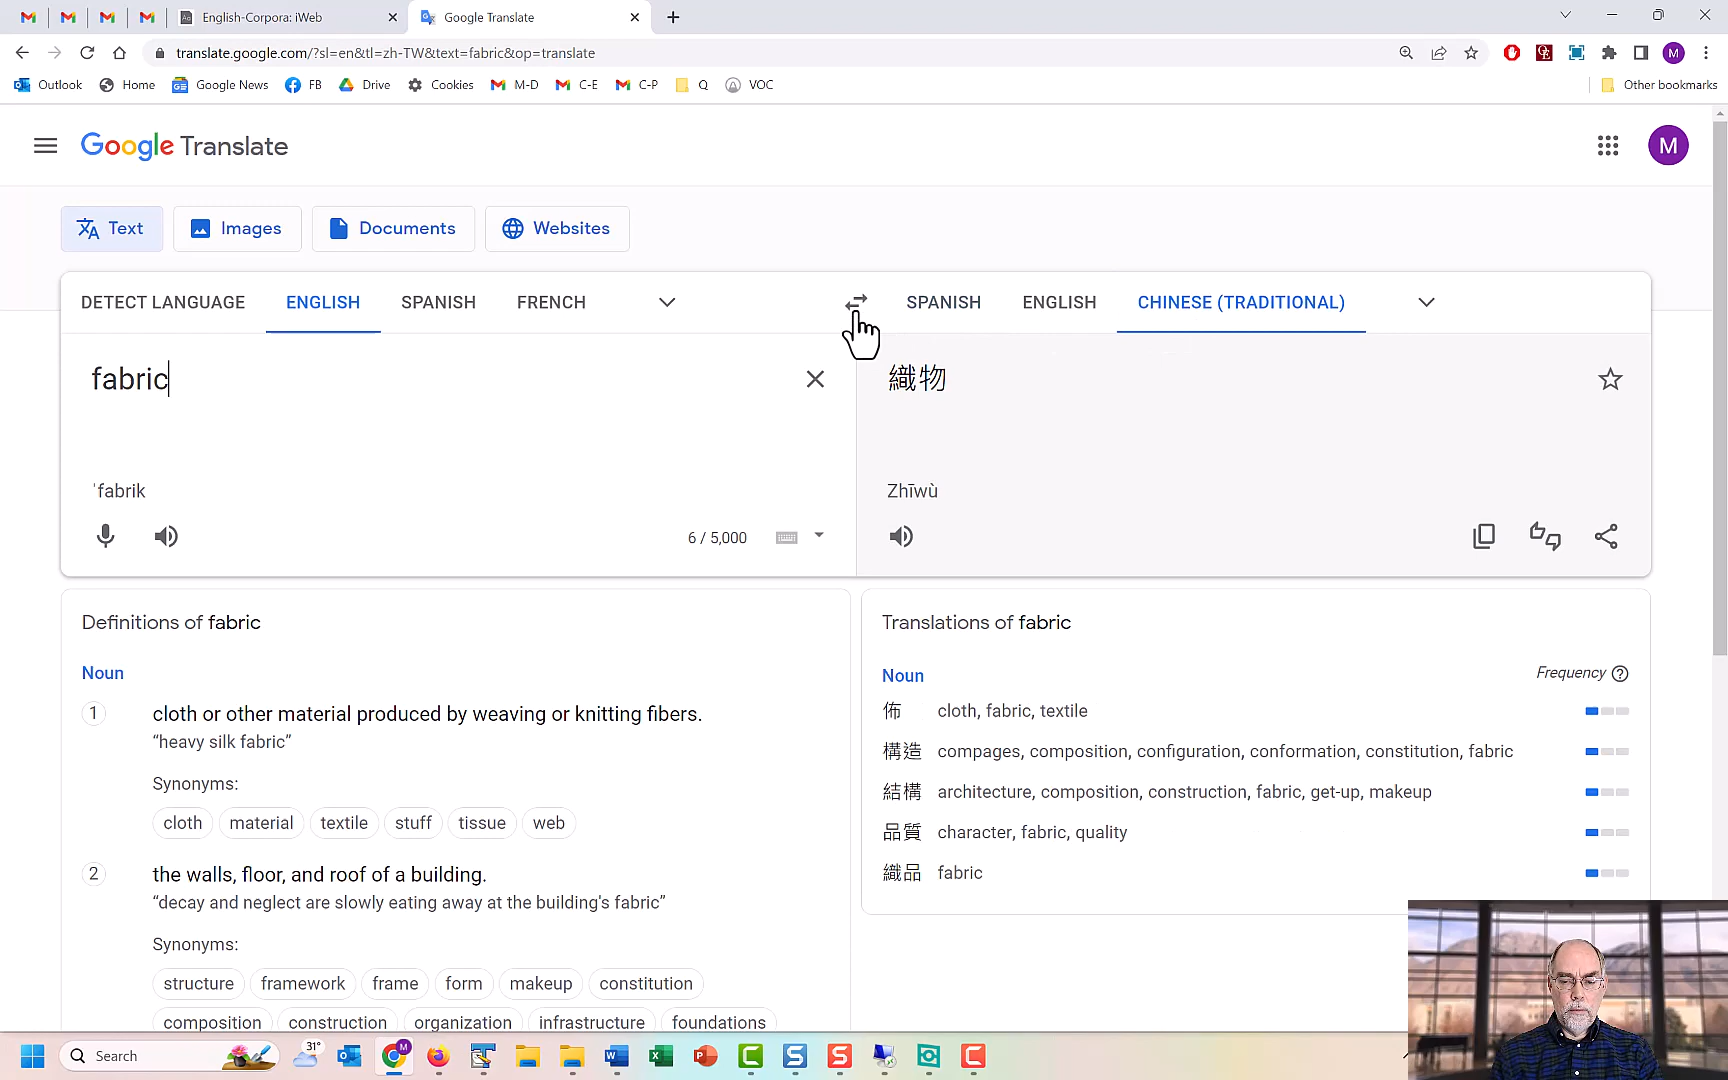 English-Corpora: iWeb
Google Translate
translate.google.com/?sl=en&tl=zh-TW&text=fabric&op=translate
Outlook Home Google News FB Drive Cookies M-D C-E C-P Q VOC Other bookmarks
Google Translate M
Text Images Documents Websites
DETECT LANGUAGE ENGLISH SPANISH FRENCH SPANISH ENGLISH CHINESE (TRADITIONAL)
fabric
織物
ˈfabrik
Zhīwù
6 / 5,000
Definitions of fabric
Noun
1 cloth or other material produced by weaving or knitting fibers.
“heavy silk fabric”
Synonyms:
cloth material textile stuff tissue web
2 the walls, floor, and roof of a building.
“decay and neglect are slowly eating away at the building's fabric”
Synonyms:
structure framework frame form makeup constitution
composition construction organization infrastructure foundations
Translations of fabric
Noun Frequency
佈 cloth, fabric, textile
構造 compages, composition, configuration, conformation, constitution, fabric
結構 architecture, composition, construction, fabric, get-up, makeup
品質 character, fabric, quality
織品 fabric
Search 31°